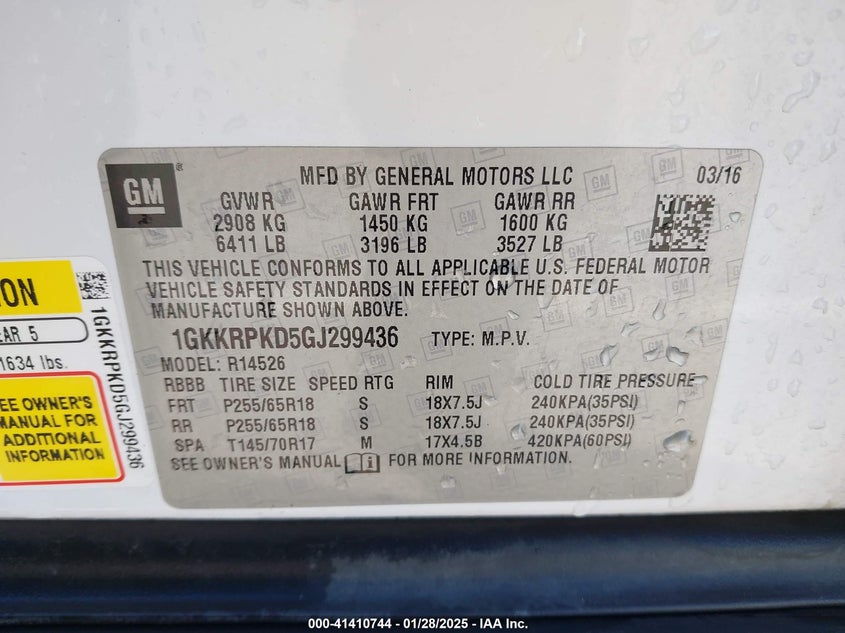 GM
MFD BY GENERAL MOTORS LLC 03/16
GVWR GAWR FRT GAWR RR
2908 KG 1450 KG 1600 KG
6411 LB 3196 LB 3527 LB
THIS VEHICLE CONFORMS TO ALL APPLICABLE U.S. FEDERAL MOTOR
VEHICLE SAFETY STANDARDS IN EFFECT ON THE DATE OF
MANUFACTURE SHOWN ABOVE.
1GKKRPKD5GJ299436 TYPE: M.P.V.
MODEL: R14526
RBBB TIRE SIZE SPEED RTG RIM COLD TIRE PRESSURE
FRT P255/65R18 S 18X7.5J 240KPA(35PSI)
RR P255/65R18 S 18X7.5J 240KPA(35PSI)
SPA T145/70R17 M 17X4.5B 420KPA(60PSI)
SEE OWNER'S MANUAL FOR MORE INFORMATION.
1634 lbs.
OWNER'S
MANUAL FOR
ADDITIONAL
INFORMATION
1GKKRPKD5GJ299436
000-41410744 / 01/28/2025 - IAA Inc.